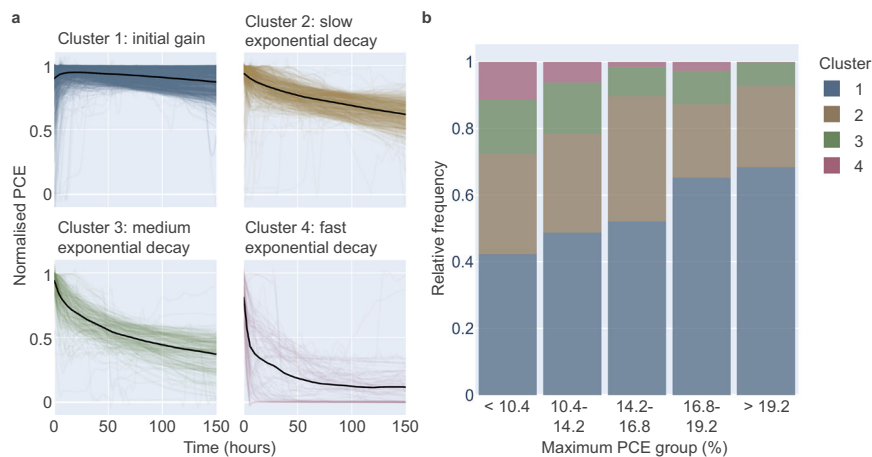 a
Cluster 1: initial gain
Cluster 2: slow
exponential decay
1
0.5
0
Normalised PCE
Cluster 3: medium
exponential decay
Cluster 4: fast
exponential decay
1
0.5
0
0 50 100 150
0 50 100 150
Time (hours)
b
1
0.8
0.6
0.4
0.2
0
Relative frequency
< 10.4
10.4-
14.2
14.2-
16.8
16.8-
19.2
> 19.2
Maximum PCE group (%)
Cluster
1
2
3
4